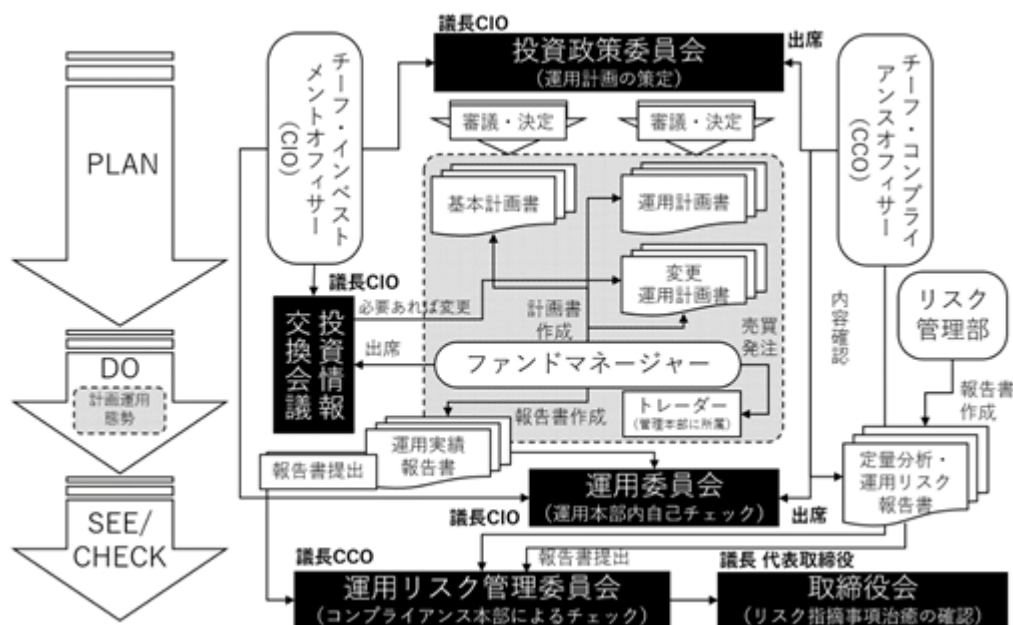 PLAN
DO
計画運用
態勢
SEE/
CHECK
チーフ・インベスト
メントオフィサー
(CIO)
議長CIO
投資政策委員会
(運用計画の策定)
出席
チーフ・コンプライ
アンスオフィサー
(CCO)
審議・決定
審議・決定
基本計画書
運用計画書
変更
運用計画書
議長CIO
投資情報
交換会議
必要あれば変更
出席
計画書
作成
売買
発注
ファンドマネージャー
報告書作成
トレーダー
(管理本部に所属)
内容確認
リスク
管理部
報告書
作成
運用実績
報告書
報告書提出
定量分析・
運用リスク
報告書
運用委員会
(運用本部内自己チェック)
議長CIO
出席
報告書提出
議長CCO
運用リスク管理委員会
(コンプライアンス本部によるチェック)
議長 代表取締役
取締役会
(リスク指摘事項治癒の確認)